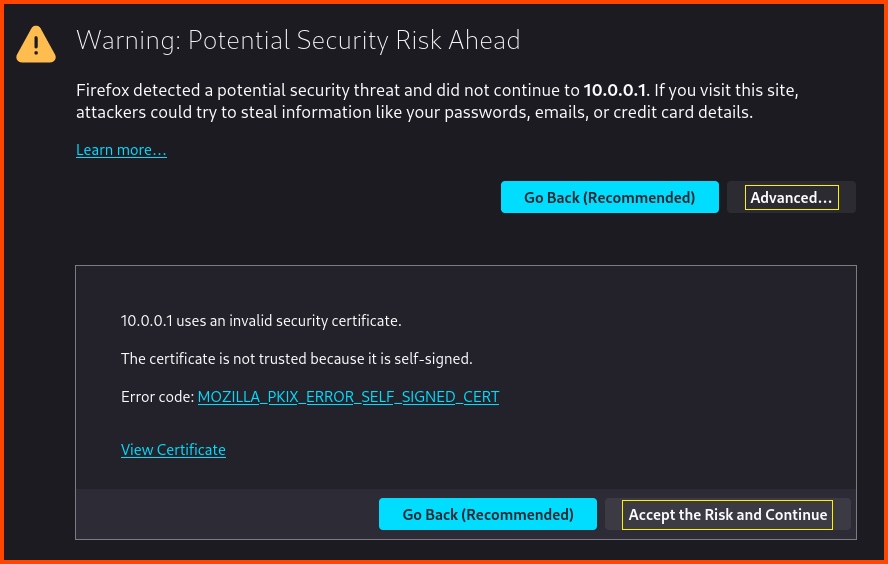 Warning: Potential Security Risk Ahead
Firefox detected a potential security threat and did not continue to 10.0.0.1. If you visit this site,
attackers could try to steal information like your passwords, emails, or credit card details.
Learn more...
Go Back (Recommended)
Advanced...
10.0.0.1 uses an invalid security certificate.
The certificate is not trusted because it is self-signed.
Error code: MOZILLA_PKIX_ERROR_SELF_SIGNED_CERT
View Certificate
Go Back (Recommended)
Accept the Risk and Continue